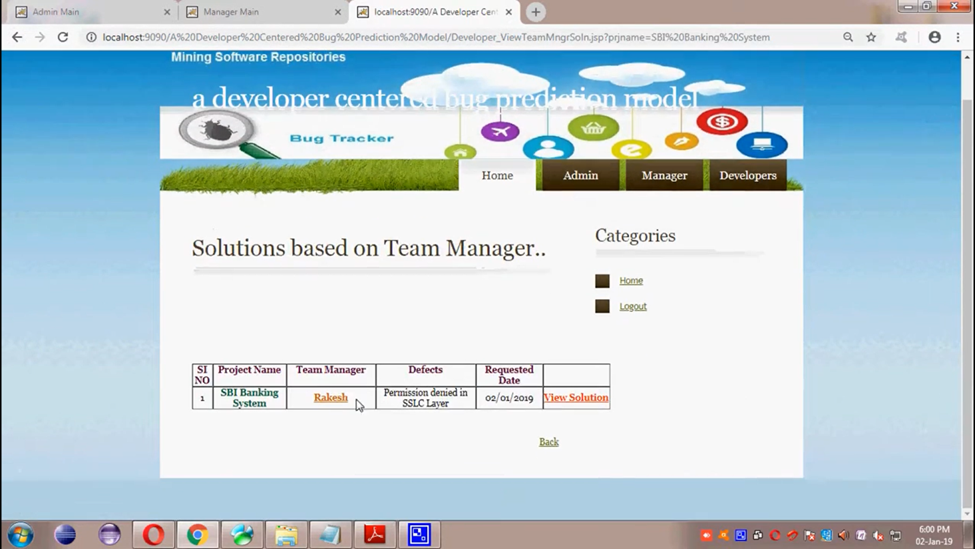 Admin Main
Manager Main
localhost:9090/A Developer Cen
localhost:9090/A%20Developer%20Centered%20Bug%20Prediction%20Model/Developer_ViewTeamMngrSoln.jsp?prjname=SBI%20Banking%20System
Mining Software Repositories
a developer centered bug prediction model
Bug Tracker
Home
Admin
Manager
Developers
Solutions based on Team Manager..
Categories
Home
Logout
SI NO
Project Name
Team Manager
Defects
Requested Date
1
SBI Banking System
Rakesh
Permission denied in SSLC Layer
02/01/2019
View Solution
Back
6:00 PM
02-Jan-19